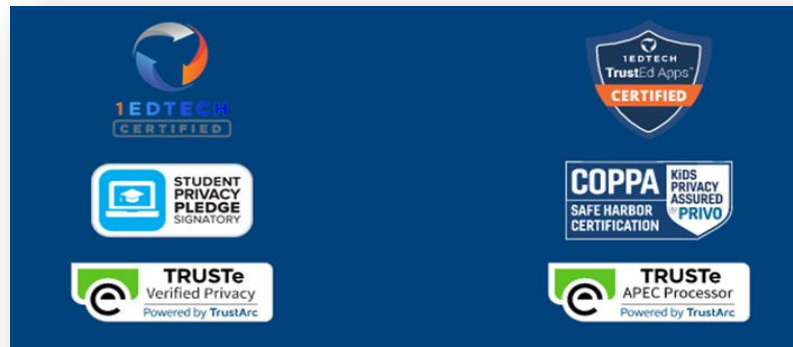 1EDTECH
CERTIFIED
1EDTECH
TrustEd Apps™
CERTIFIED
STUDENT
PRIVACY
PLEDGE
SIGNATORY
COPPA
SAFE HARBOR
CERTIFICATION
KiDS
PRIVACY
ASSURED
by PRIVO
TRUSTe
Verified Privacy
Powered by TrustArc
TRUSTe
APEC Processor
Powered by TrustArc